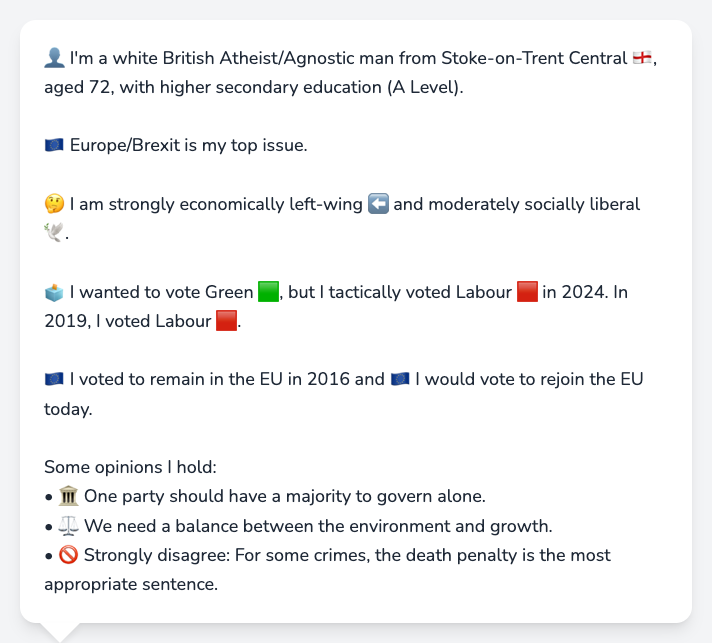 👤 I'm a white British Atheist/Agnostic man from Stoke-on-Trent Central 🏴󠁧󠁢󠁥󠁮󠁧󠁿,
aged 72, with higher secondary education (A Level).
🇪🇺 Europe/Brexit is my top issue.
🤔 I am strongly economically left-wing ⬅️ and moderately socially liberal
🕊️.
🗳️ I wanted to vote Green 🟩, but I tactically voted Labour 🟥 in 2024. In
2019, I voted Labour 🟥.
🇪🇺 I voted to remain in the EU in 2016 and 🇪🇺 I would vote to rejoin the EU
today.
Some opinions I hold:
• 🏛️ One party should have a majority to govern alone.
• ⚖️ We need a balance between the environment and growth.
• 🚫 Strongly disagree: For some crimes, the death penalty is the most
appropriate sentence.